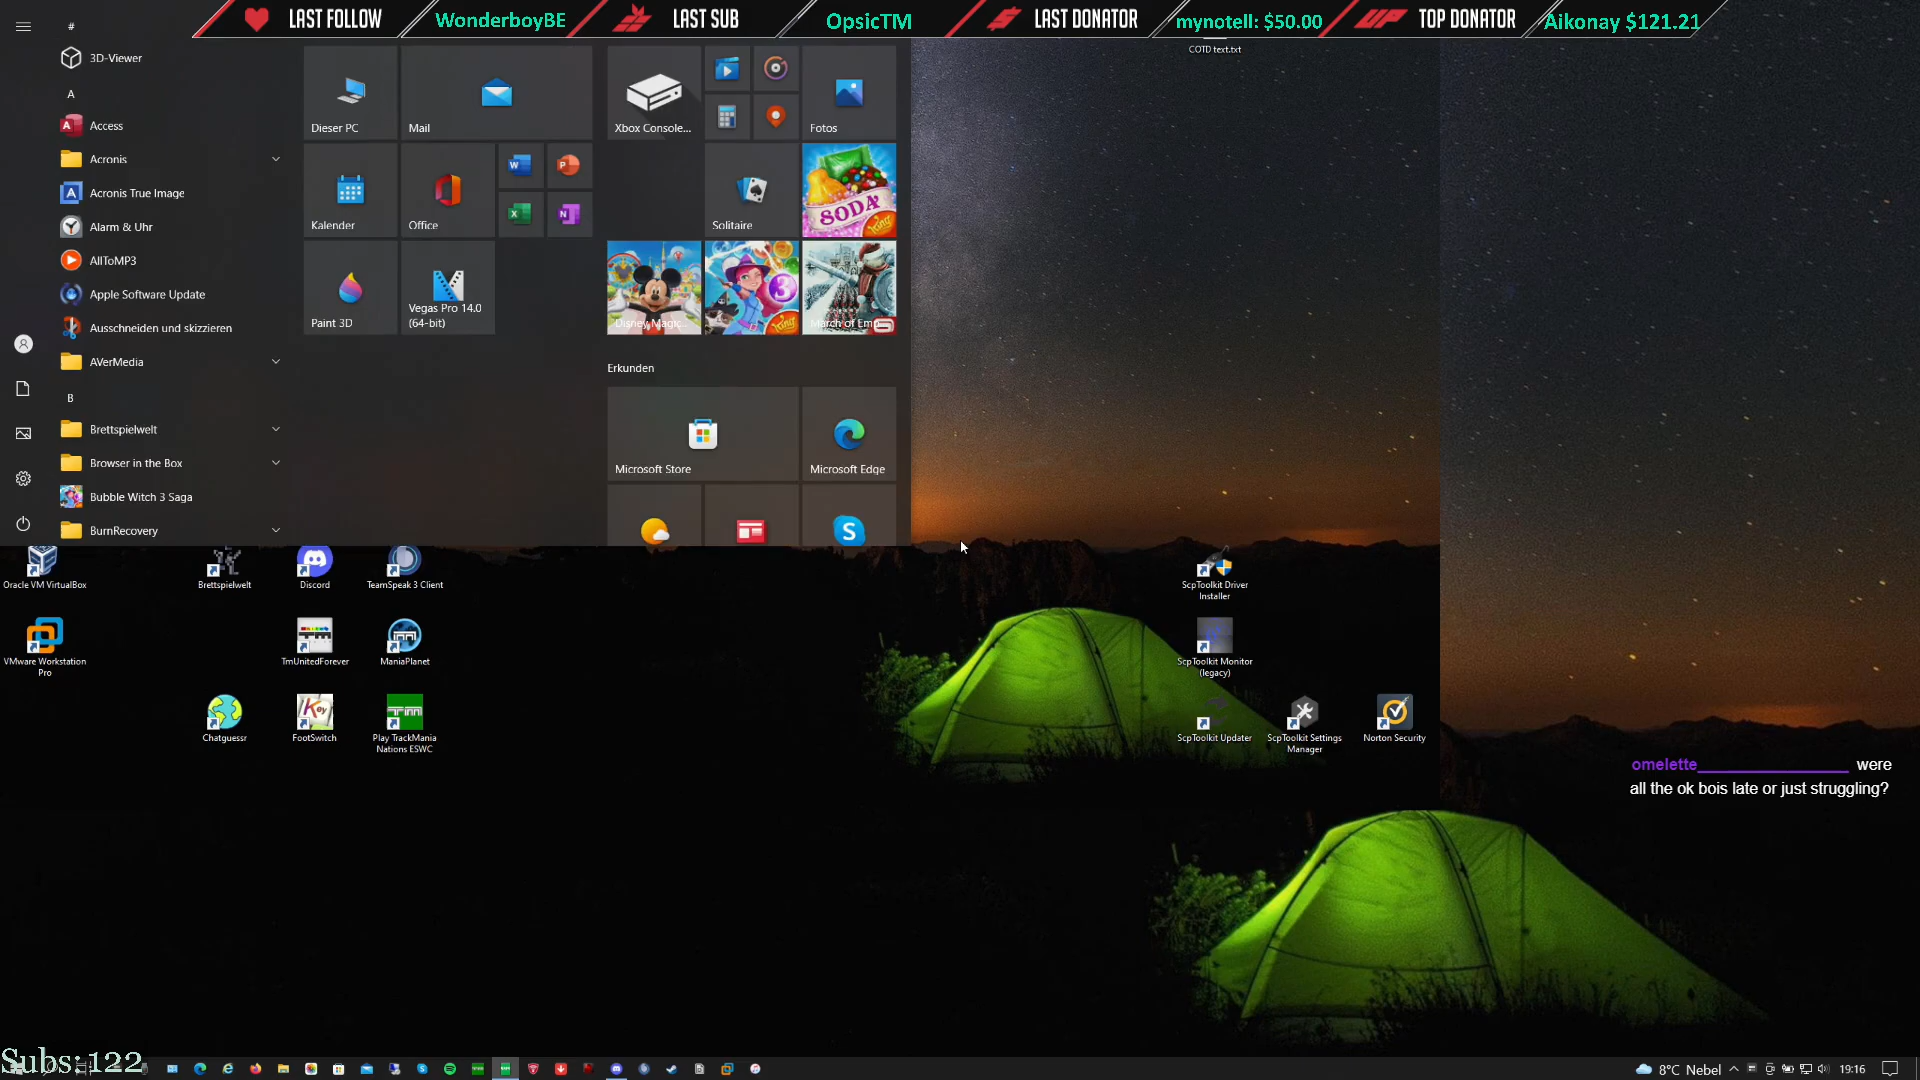 LAST FOLLOW
WonderboyBE
LAST SUB
OpsicTM
LAST DONATOR
mynotell: $50.00
TOP DONATOR
Aikonay $121.21
COTD text.txt
#
3D-Viewer
A
Access
Acronis
Acronis True Image
Alarm & Uhr
AllToMP3
Apple Software Update
Ausschneiden und skizzieren
AVerMedia
B
Brettspielwelt
Browser in the Box
Bubble Witch 3 Saga
BurnRecovery
Dieser PC
Mail
Kalender
Office
Paint 3D
Vegas Pro 14.0
(64-bit)
Xbox Console...
Fotos
Solitaire
SODA
King
Disney Magic...
3
King
March of Emp...
Erkunden
Microsoft Store
Microsoft Edge
Oracle VM VirtualBox
Brettspielwelt
Discord
TeamSpeak 3 Client
VMware Workstation
Pro
TmUnitedForever
ManiaPlanet
Chatguessr
FootSwitch
Play TrackMania
Nations ESWC
ScpToolkit Driver
Installer
ScpToolkit Monitor
(legacy)
ScpToolkit Updater
ScpToolkit Settings
Manager
Norton Security
omelette_________________ were
all the ok bois late or just struggling?
Subs:122
8°C Nebel
19:16